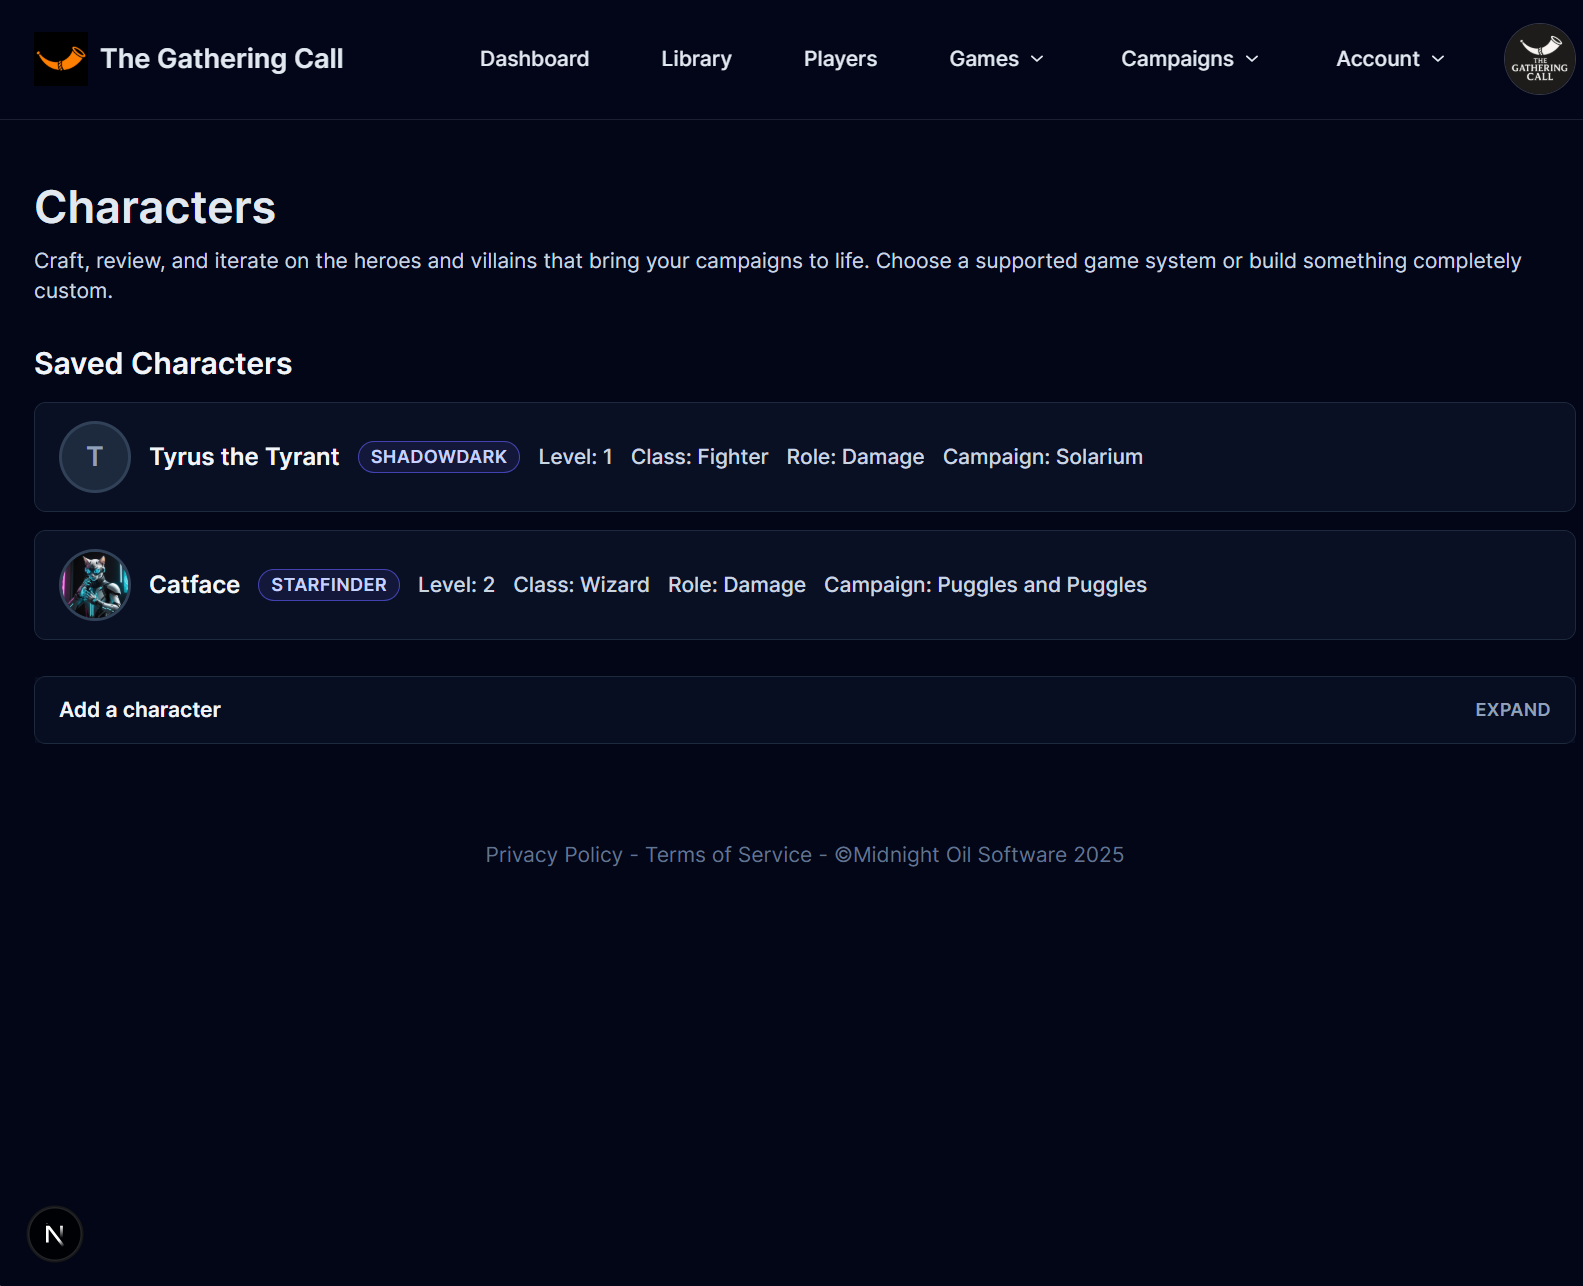 The Gathering Call
Dashboard
Library
Players
Games
Campaigns
Account
THE
GATHERING
CALL
Characters
Craft, review, and iterate on the heroes and villains that bring your campaigns to life. Choose a supported game system or build something completely
custom.
Saved Characters
T
Tyrus the Tyrant SHADOWDARK Level: 1 Class: Fighter Role: Damage Campaign: Solarium
Catface STARFINDER Level: 2 Class: Wizard Role: Damage Campaign: Puggles and Puggles
Add a character EXPAND
Privacy Policy - Terms of Service - ©Midnight Oil Software 2025
N